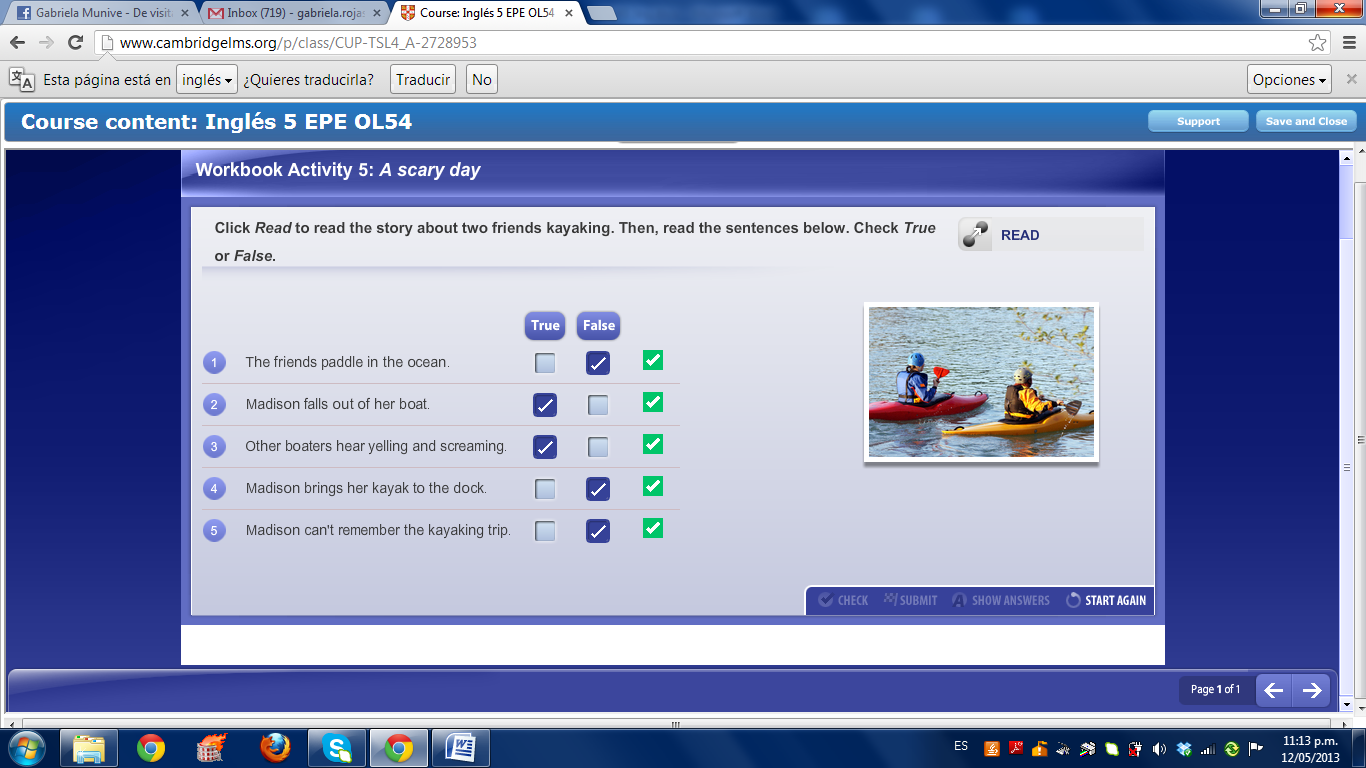 Gabriela Munive - De visit
Inbox (719) - gabriela.roja
Course: Inglés 5 EPE OL54
www.cambridgelms.org/p/class/CUP-TSL4_A-2728953
Esta página está en inglés ¿Quieres traducirla? Traducir No Opciones
Course content: Inglés 5 EPE OL54 Support Save and Close
Workbook Activity 5: A scary day
Click Read to read the story about two friends kayaking. Then, read the sentences below. Check True
or False.
READ
True False
1 The friends paddle in the ocean.
2 Madison falls out of her boat.
3 Other boaters hear yelling and screaming.
4 Madison brings her kayak to the dock.
5 Madison can't remember the kayaking trip.
CHECK SUBMIT SHOW ANSWERS START AGAIN
Page 1 of 1
ES
11:13 p.m.
12/05/2013